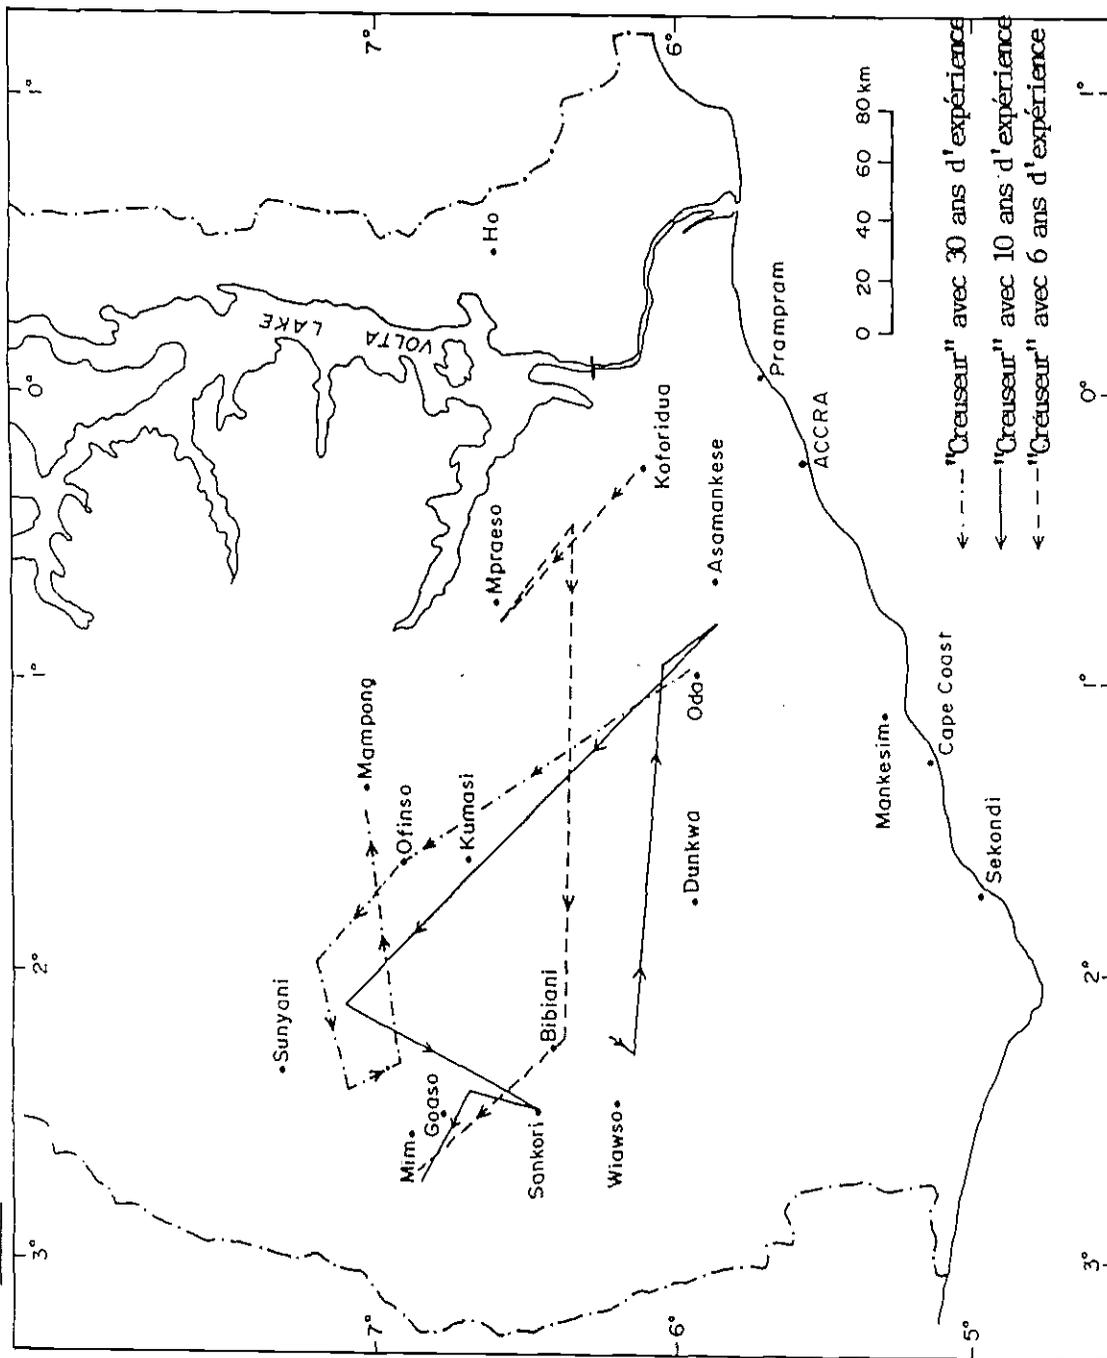 3°
2°
1°
0°
1°
7°
7°
Sunyani
Mampong
Ofinso
Kumasi
Mim
Goaso
Sankori
Bibiani
Wiawso
Mpraeso
VOLTA
LAKE
Ho
Koforidua
Asamankese
Oda
Dunkwa
6°
6°
Prampram
ACCRA
Mankesim
Cape Coast
Sekondi
5°
0 20 40 60 80 km
"Creuseur" avec 30 ans d'expérience
"Creuseur" avec 10 ans d'expérience
"Creuseur" avec 6 ans d'expérience
3°
2°
1°
0°
1°